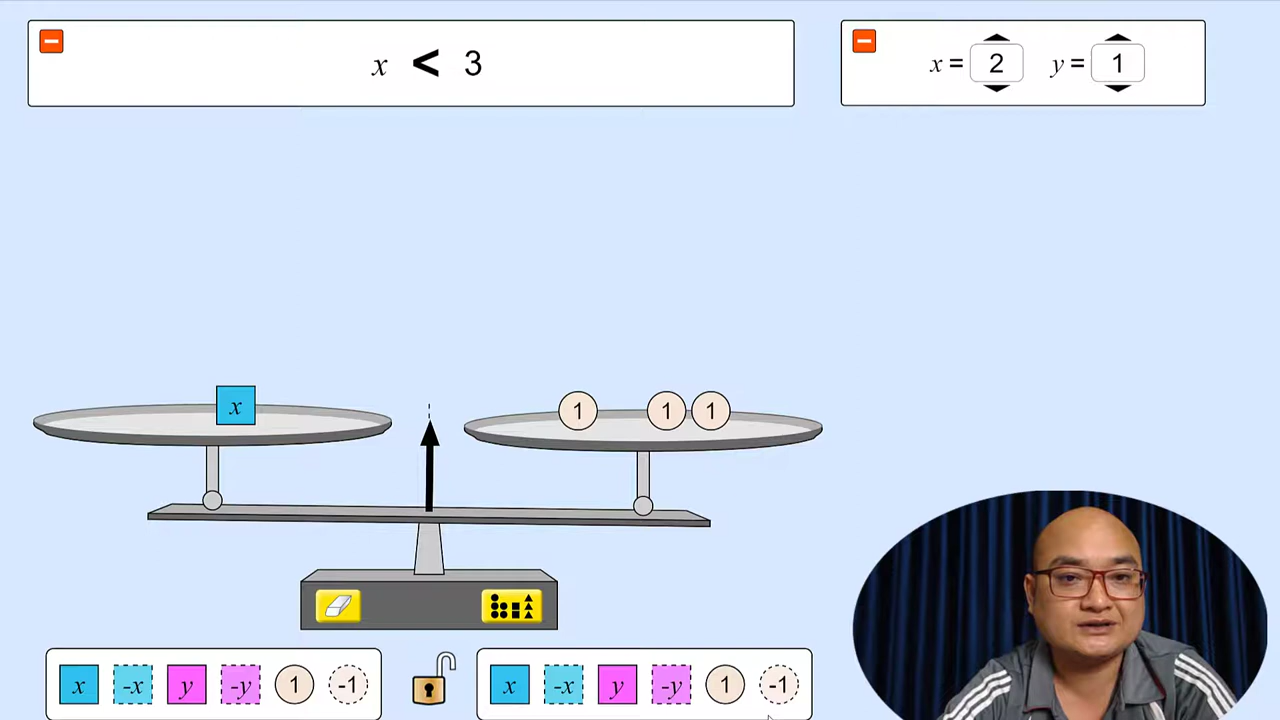 x < 3
x = 2 y = 1
x
1 1 1
x -x y -y 1 -1
x -x y -y 1 -1